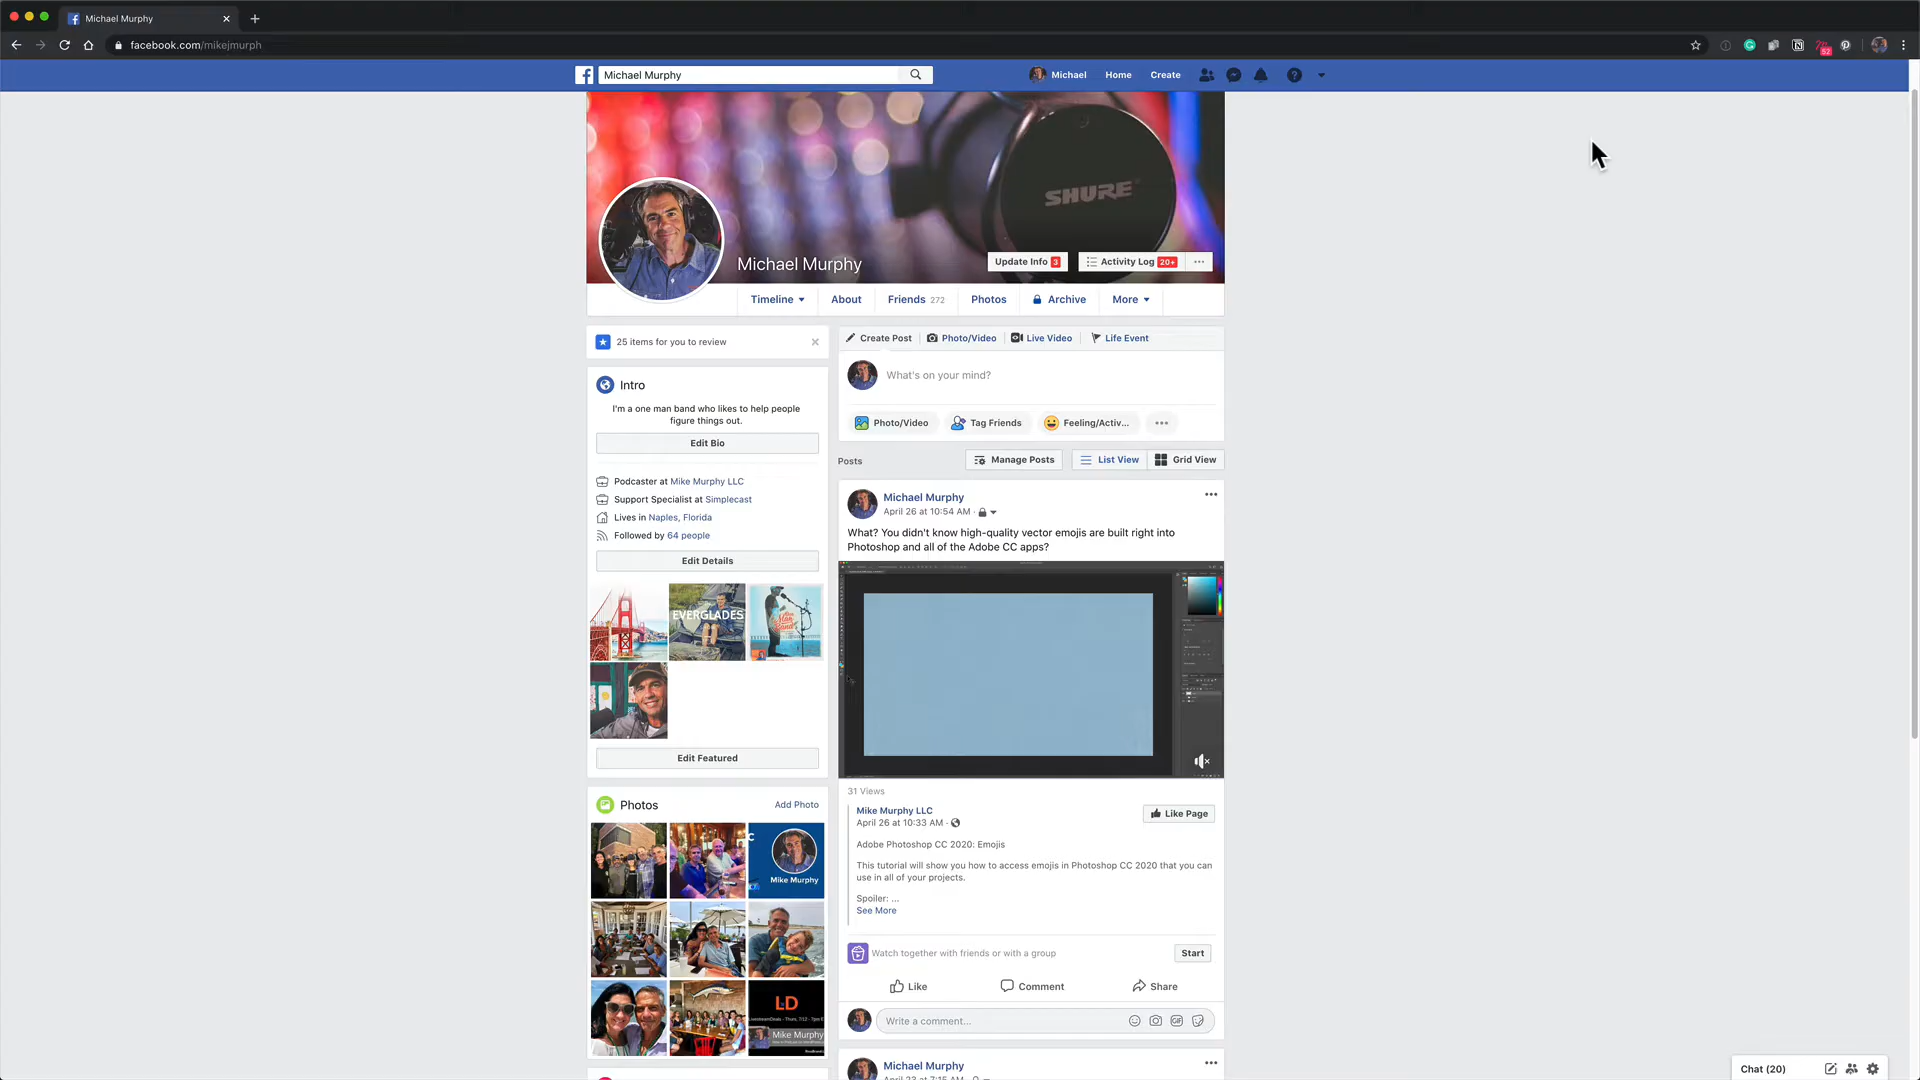 Michael Murphy
facebook.com/mikejmurph
52
Michael Murphy
Michael
Home
Create
SHURE
Michael Murphy
Update Info 3
Activity Log 20+
Timeline
About
Friends 272
Photos
Archive
More
25 items for you to review
Intro
I'm a one man band who likes to help people
figure things out.
Edit Bio
Podcaster at Mike Murphy LLC
Support Specialist at Simplecast
Lives in Naples, Florida
Followed by 64 people
Edit Details
EVERGLADES
Edit Featured
Photos
Add Photo
Mike Murphy
LD
Mike Murphy
Create Post
Photo/Video
Live Video
Life Event
What's on your mind?
Photo/Video
Tag Friends
Feeling/Activ...
Posts
Manage Posts
List View
Grid View
Michael Murphy
April 26 at 10:54 AM ·
What? You didn't know high-quality vector emojis are built right into
Photoshop and all of the Adobe CC apps?
31 Views
Mike Murphy LLC
April 26 at 10:33 AM ·
Like Page
Adobe Photoshop CC 2020: Emojis
This tutorial will show you how to access emojis in Photoshop CC 2020 that you can
use in all of your projects.
Spoiler: ...
See More
Watch together with friends or with a group
Start
Like
Comment
Share
Write a comment...
GIF
Michael Murphy
Chat (20)